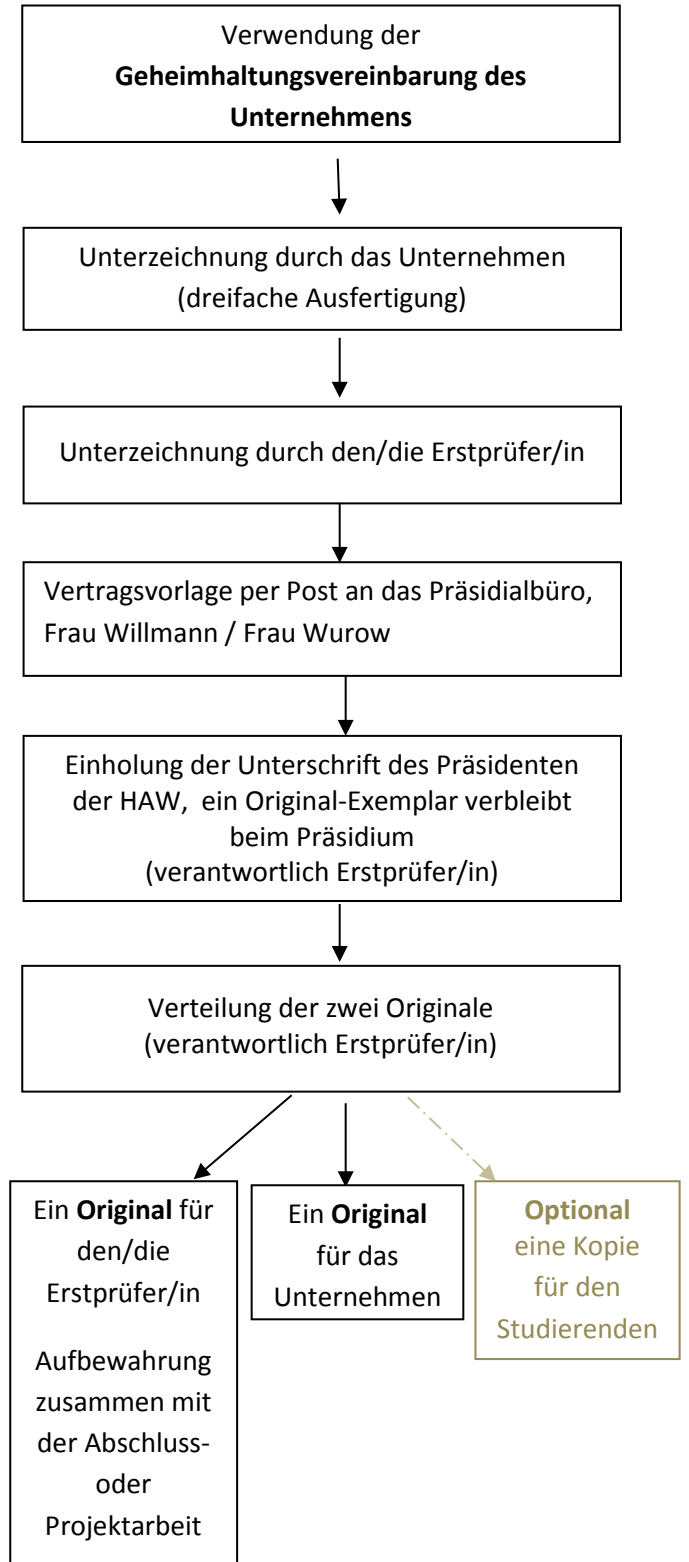 Verwendung der
Geheimhaltungsvereinbarung des
Unternehmens
Unterzeichnung durch das Unternehmen
(dreifache Ausfertigung)
Unterzeichnung durch den/die Erstprüfer/in
Vertragsvorlage per Post an das Präsidialbüro,
Frau Willmann / Frau Wurow
Einholung der Unterschrift des Präsidenten
der HAW, ein Original-Exemplar verbleibt
beim Präsidium
(verantwortlich Erstprüfer/in)
Verteilung der zwei Originale
(verantwortlich Erstprüfer/in)
Ein Original für
den/die
Erstprüfer/in
Aufbewahrung
zusammen mit
der Abschluss-
oder
Projektarbeit
Ein Original
für das
Unternehmen
Optional
eine Kopie
für den
Studierenden